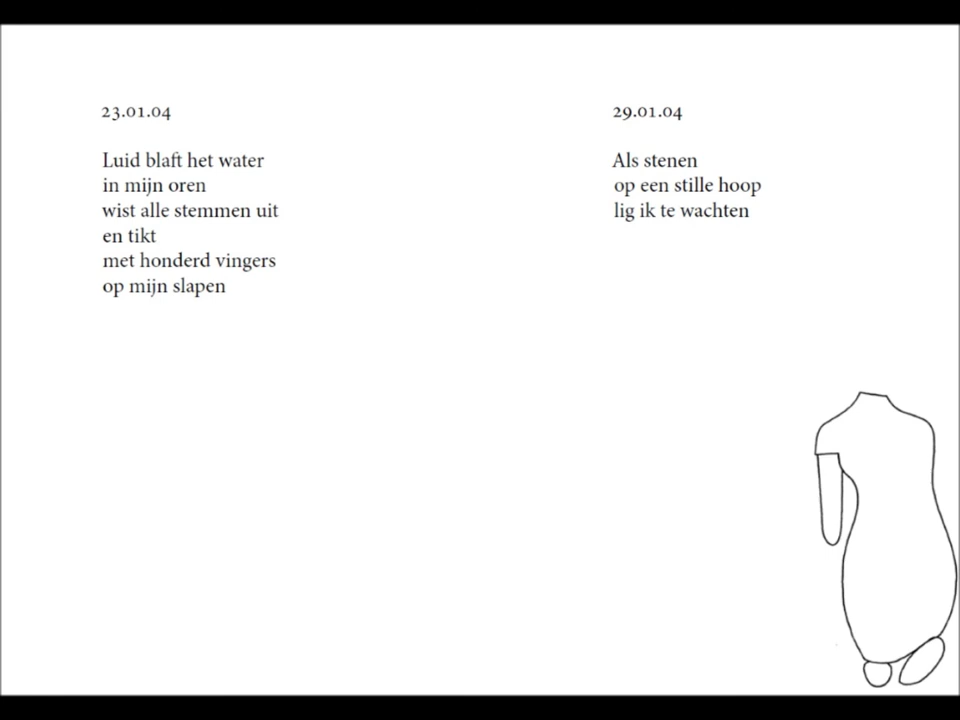 23.01.04
Luid blaft het water
in mijn oren
wist alle stemmen uit
en tikt
met honderd vingers
op mijn slapen
29.01.04
Als stenen
op een stille hoop
lig ik te wachten